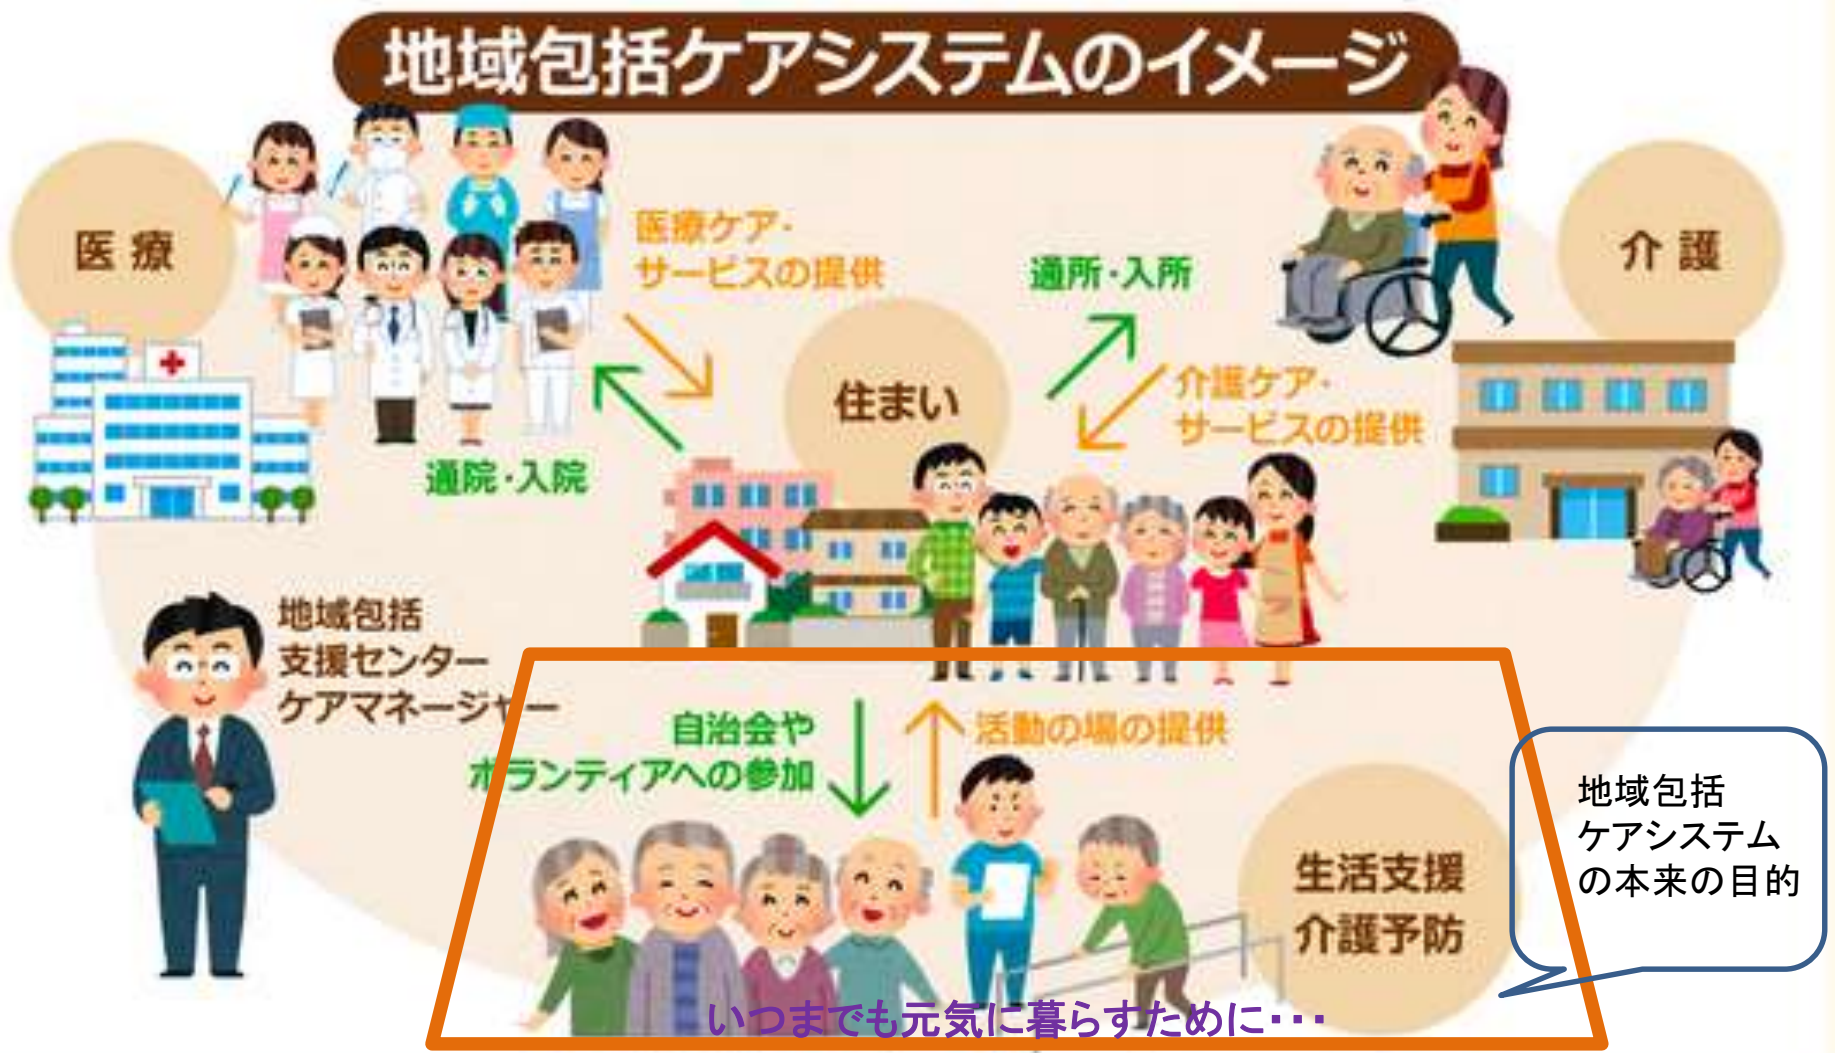 地域包括ケアシステムのイメージ
医療
医療ケア・
サービスの提供
通所・入所
介護
住まい
介護ケア・
サービスの提供
通院・入院
地域包括
支援センター
ケアマネージャー
自治会や
ボランティアへの参加
活動の場の提供
地域包括
ケアシステム
の本来の目的
生活支援
介護予防
いつまでも元気に暮らすために・・・